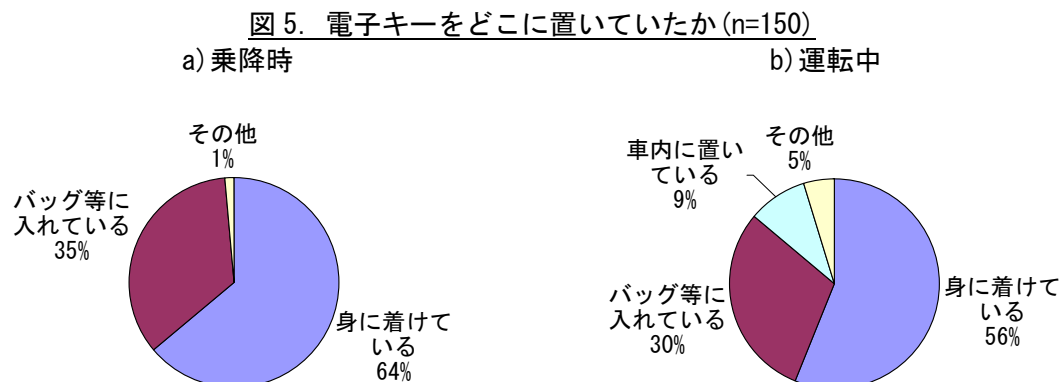 図5. 電子キーをどこに置いていたか(n=150)
a)乗降時
b)運転中
その他
1%
バッグ等に
入れている
35%
身に着けて
いる
64%
その他
5%
車内に置い
ている
9%
バッグ等に
入れている
30%
身に着けて
いる
56%